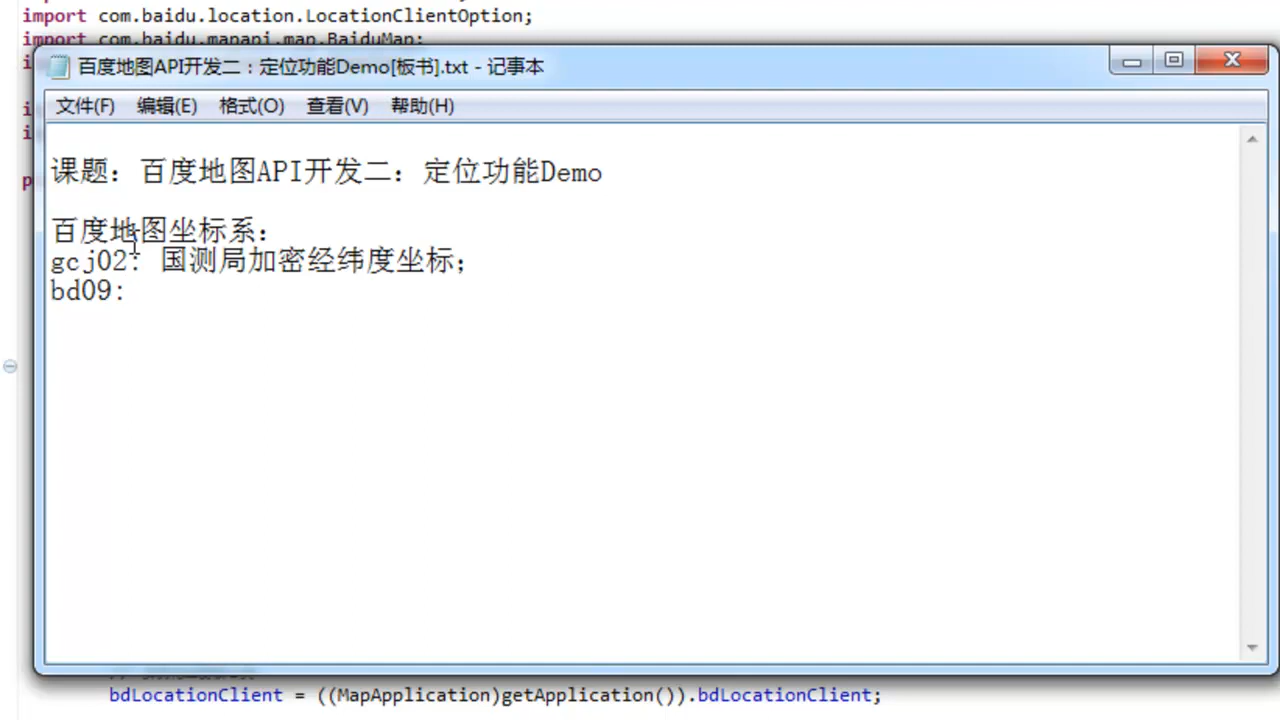 import com.baidu.location.LocationClientOption;
import com.baidu.mapapi.map.BaiduMap;
百度地图API开发二：定位功能Demo[板书].txt - 记事本
文件(F) 编辑(E) 格式(O) 查看(V) 帮助(H)
课题：百度地图API开发二：定位功能Demo
百度地图坐标系：
gcj02: 国测局加密经纬度坐标;
bd09:
bdLocationClient = ((MapApplication)getApplication()).bdLocationClient;